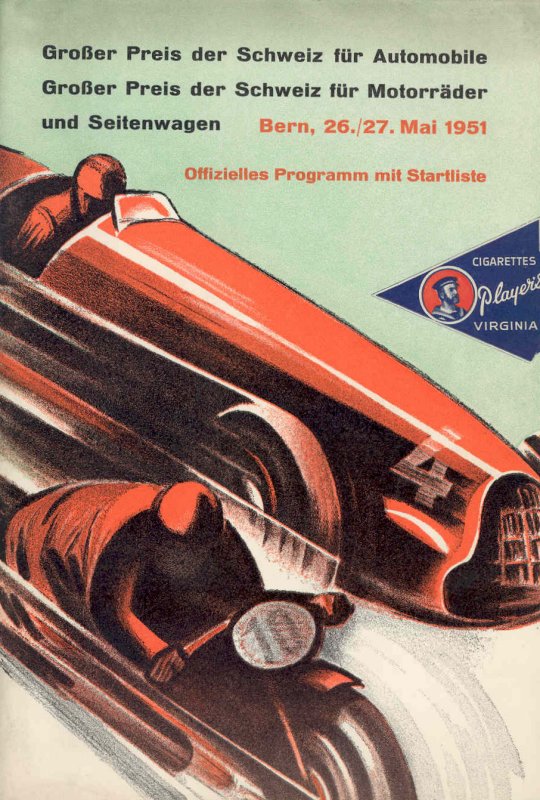 Großer Preis der Schweiz für Automobile
Großer Preis der Schweiz für Motorräder
und Seitenwagen Bern, 26./27. Mai 1951
Offizielles Programm mit Startliste
CIGARETTES
Player's
VIRGINIA
4